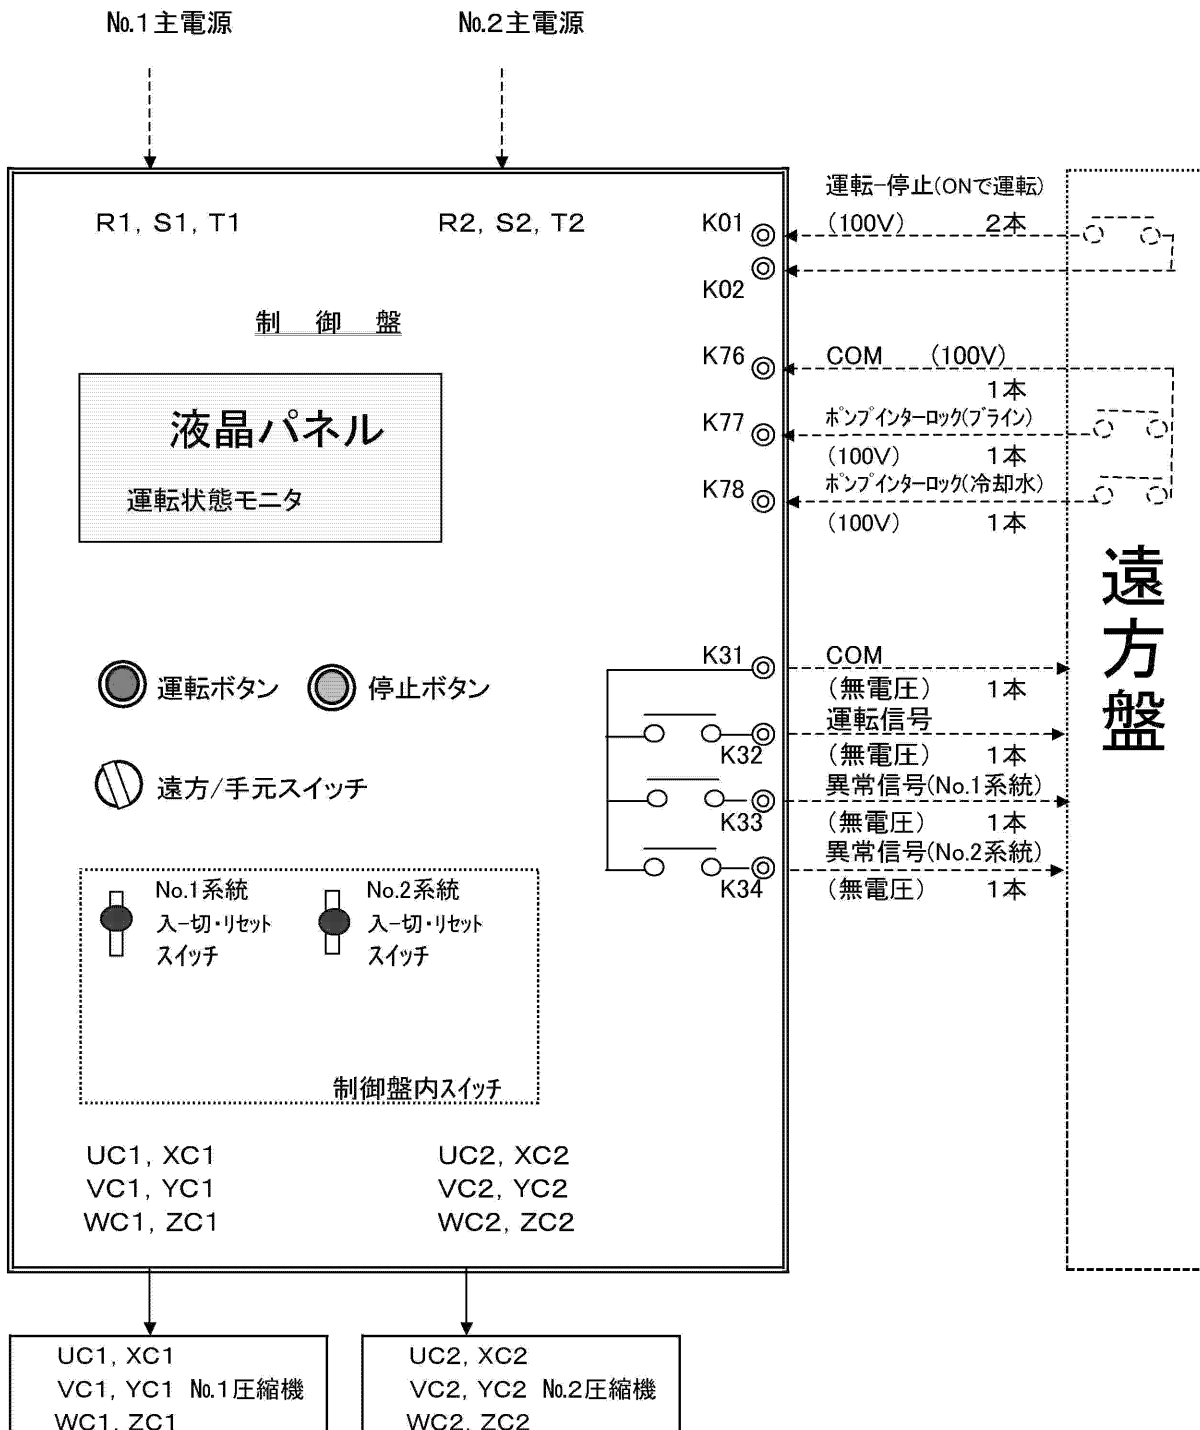 №.1主電源
№.2主電源
R1, S1, T1
R2, S2, T2
K01
K02
運転-停止(ONで運転)
(100V) 2本
制 御 盤
K76
COM (100V)
1本
液晶パネル
運転状態モニタ
K77
ポンプインターロック(ブライン)
(100V) 1本
K78
ポンプインターロック(冷却水)
(100V) 1本
遠方盤
運転ボタン
停止ボタン
遠方/手元スイッチ
K31
COM
(無電圧) 1本
K32
運転信号
(無電圧) 1本
K33
異常信号(No.1系統)
(無電圧) 1本
K34
異常信号(No.2系統)
(無電圧) 1本
No.1系統
入-切・リセット
スイッチ
No.2系統
入-切・リセット
スイッチ
制御盤内スイッチ
UC1, XC1
VC1, YC1
WC1, ZC1
UC2, XC2
VC2, YC2
WC2, ZC2
UC1, XC1
VC1, YC1 №.1圧縮機
WC1, ZC1
UC2, XC2
VC2, YC2 №.2圧縮機
WC2, ZC2